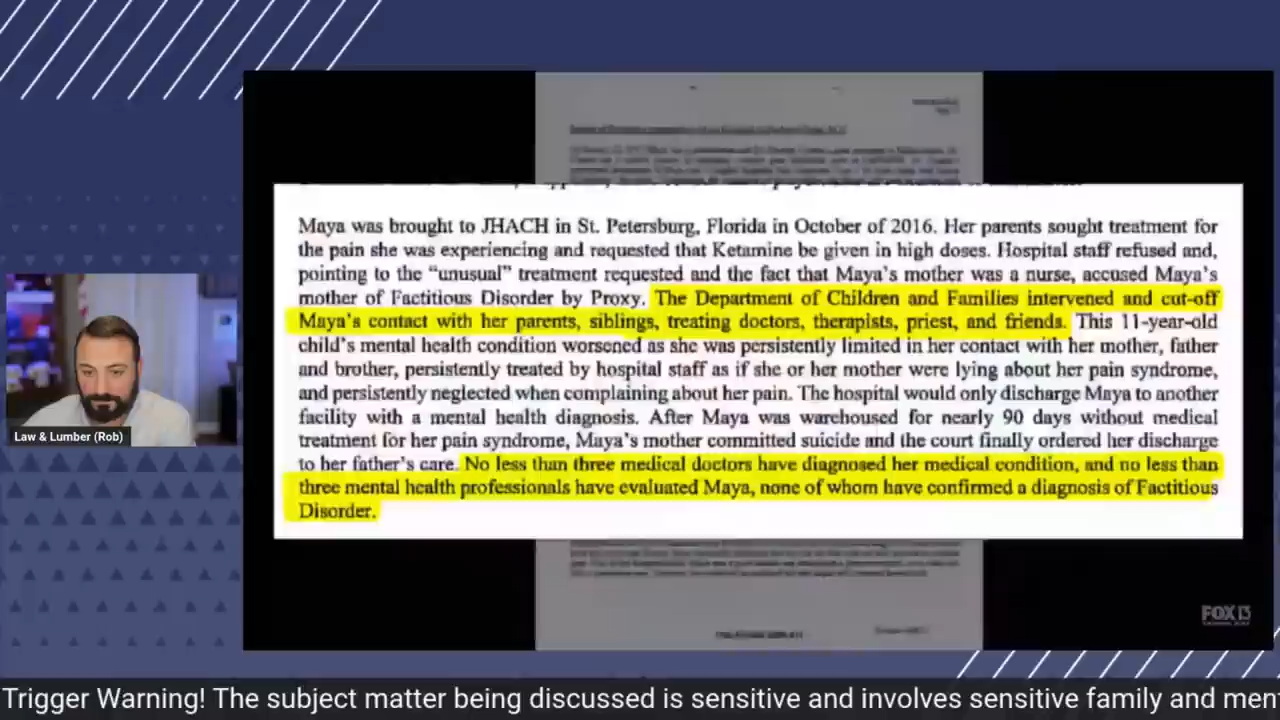 Maya was brought to JHACH in St. Petersburg, Florida in October of 2016. Her parents sought treatment for
the pain she was experiencing and requested that Ketamine be given in high doses. Hospital staff refused and,
pointing to the “unusual” treatment requested and the fact that Maya’s mother was a nurse, accused Maya’s
mother of Factitious Disorder by Proxy. The Department of Children and Families intervened and cut-off
Maya’s contact with her parents, siblings, treating doctors, therapists, priest, and friends. This 11-year-old
child’s mental health condition worsened as she was persistently limited in her contact with her mother, father
and brother, persistently treated by hospital staff as if she or her mother were lying about her pain syndrome,
and persistently neglected when complaining about her pain. The hospital would only discharge Maya to another
facility with a mental health diagnosis. After Maya was warehoused for nearly 90 days without medical
treatment for her pain syndrome, Maya’s mother committed suicide and the court finally ordered her discharge
to her father’s care. No less than three medical doctors have diagnosed her medical condition, and no less than
three mental health professionals have evaluated Maya, none of whom have confirmed a diagnosis of Factitious
Disorder.
Law & Lumber (Rob)
FOX 13
Trigger Warning! The subject matter being discussed is sensitive and involves sensitive family and men